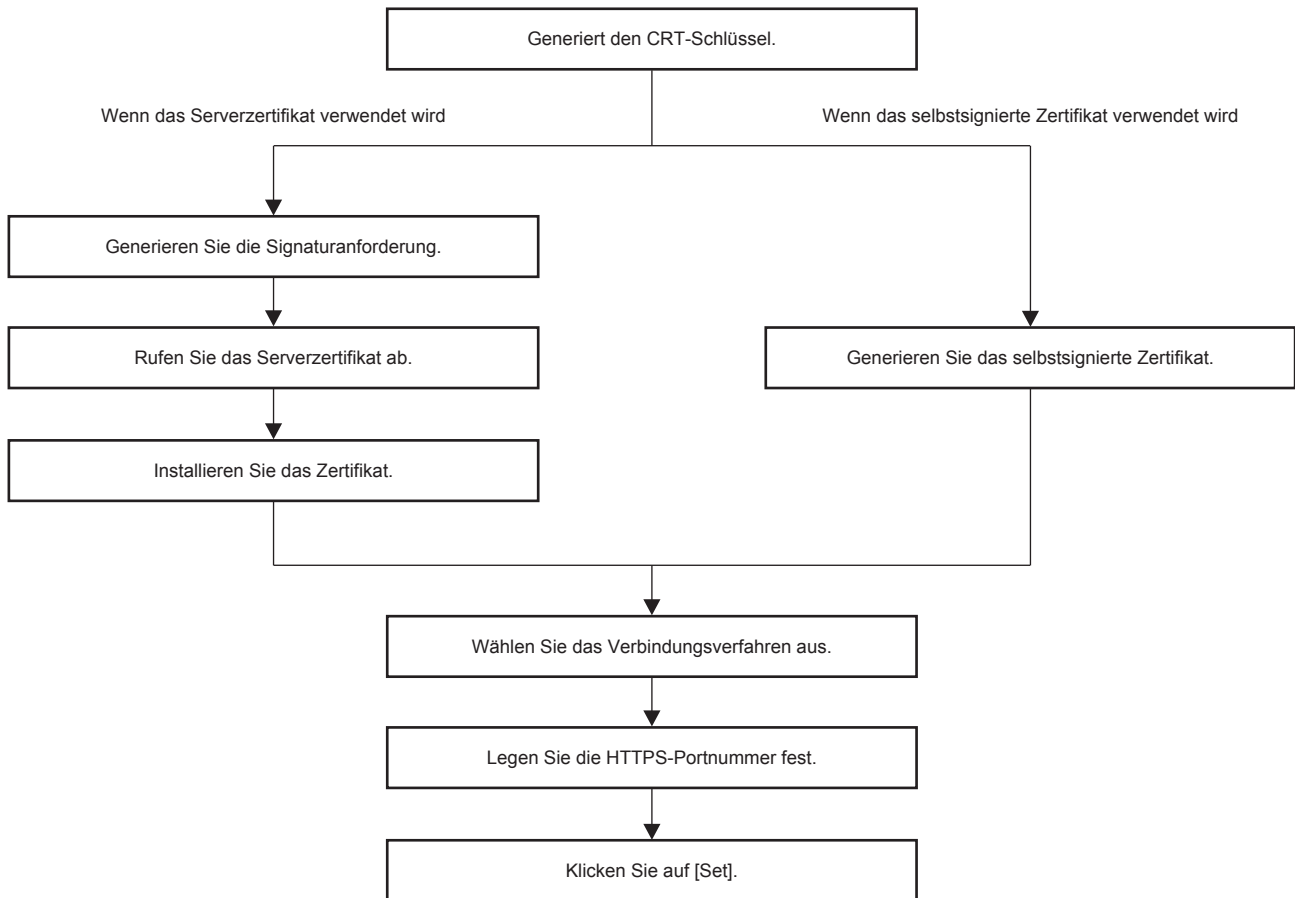 Generiert den CRT-Schlüssel.
Wenn das Serverzertifikat verwendet wird
Wenn das selbstsignierte Zertifikat verwendet wird
Generieren Sie die Signaturanforderung.
Rufen Sie das Serverzertifikat ab.
Generieren Sie das selbstsignierte Zertifikat.
Installieren Sie das Zertifikat.
Wählen Sie das Verbindungsverfahren aus.
Legen Sie die HTTPS-Portnummer fest.
Klicken Sie auf [Set].